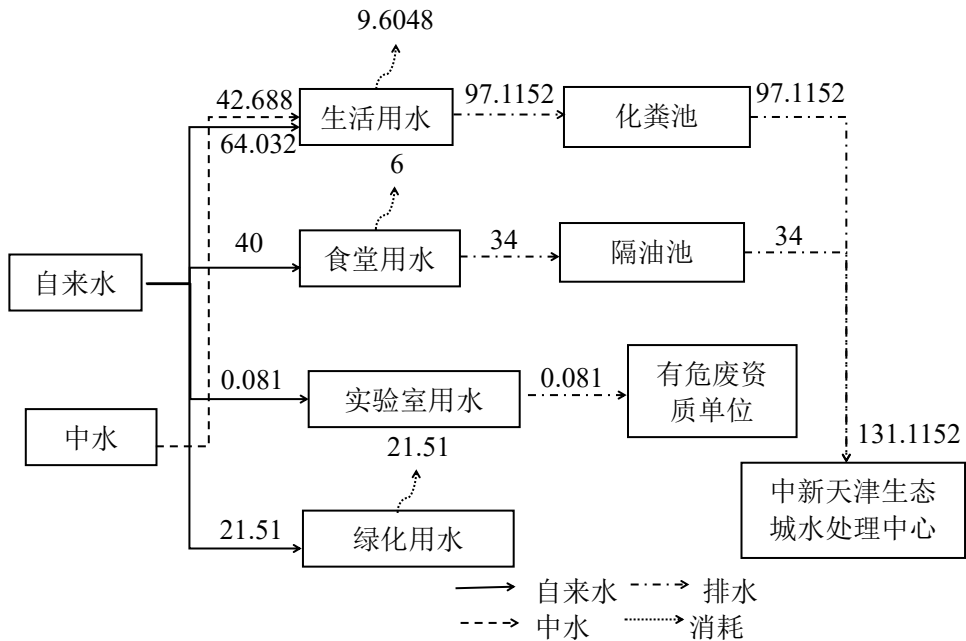 9.6048
42.688
生活用水
97.1152
化粪池
97.1152
64.032
6
40
食堂用水
34
隔油池
34
自来水
0.081
实验室用水
0.081
有危废资
质单位
中水
21.51
131.1152
中新天津生态
城水处理中心
21.51
绿化用水
自来水
排水
中水
消耗